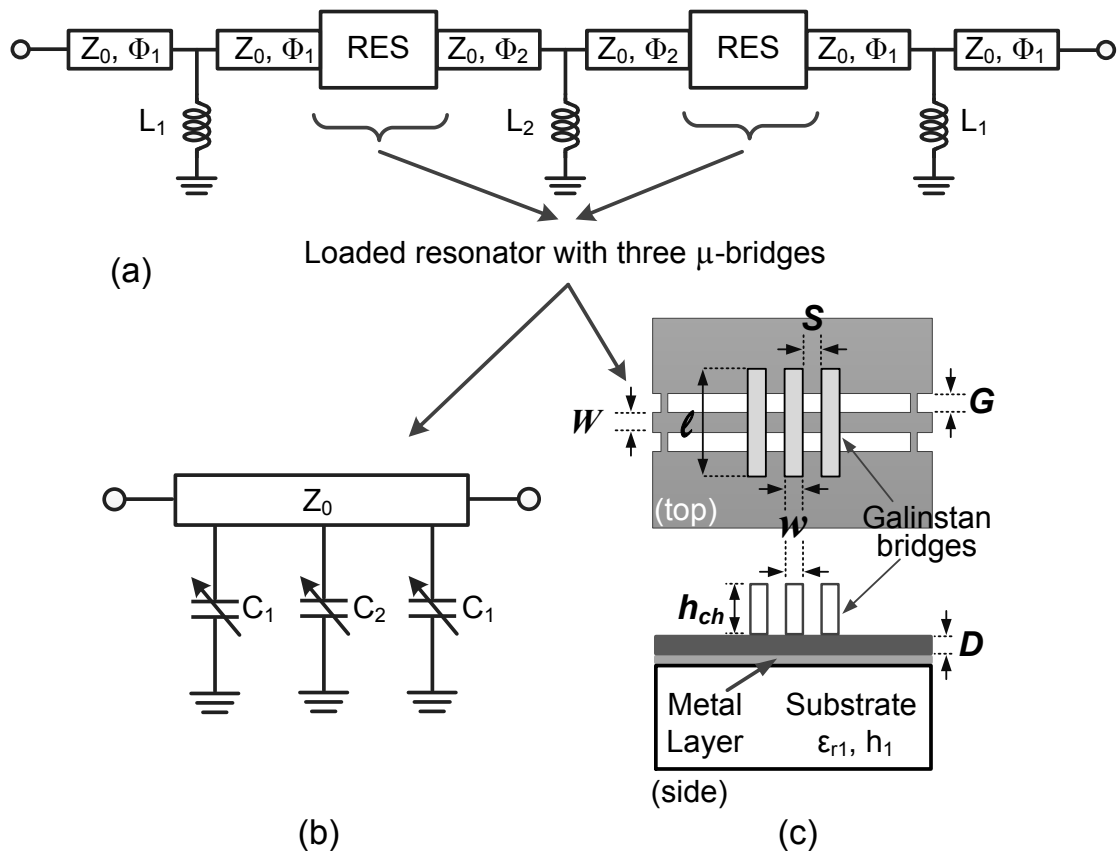 Z₀, Φ₁
Z₀, Φ₁
RES
Z₀, Φ₂
Z₀, Φ₂
RES
Z₀, Φ₁
Z₀, Φ₁
L₁
L₂
L₁
Loaded resonator with three μ-bridges
(a)
S
G
W
ℓ
(top)
w
Galinstan
bridges
Z₀
C₁
C₂
C₁
h_ch
D
Metal
Layer
Substrate
ε_r1, h₁
(side)
(b)
(c)